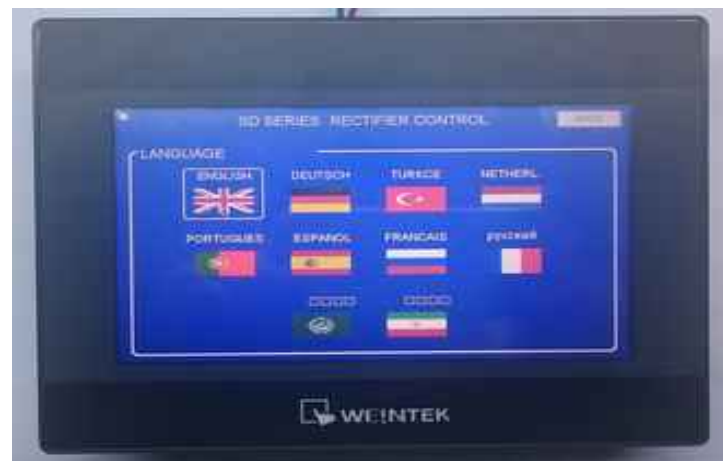 SD SERIES RECTIFIER CONTROL
LANGUAGE
ENGLISH DEUTSCH TURKCE NETHERL.
PORTUGUES ESPANOL FRANCAIS русский
□□□□ □□□□
WEINTEK